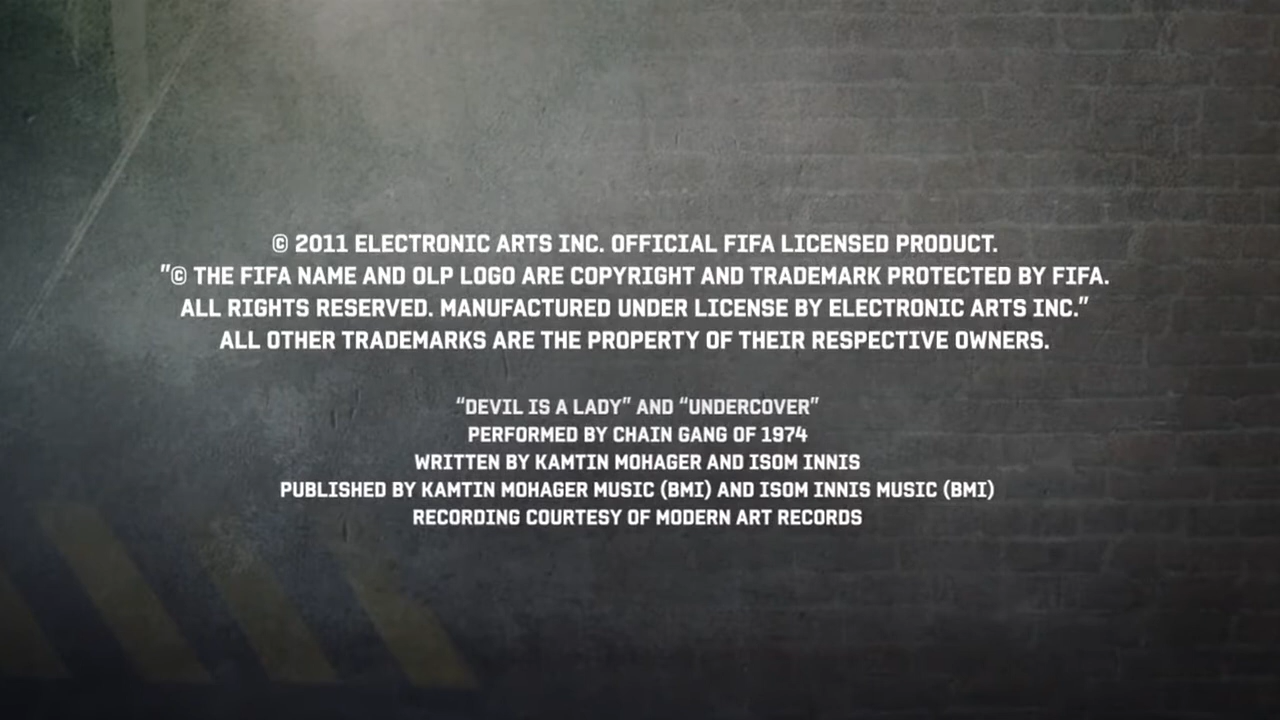 © 2011 ELECTRONIC ARTS INC. OFFICIAL FIFA LICENSED PRODUCT.
"© THE FIFA NAME AND OLP LOGO ARE COPYRIGHT AND TRADEMARK PROTECTED BY FIFA.
ALL RIGHTS RESERVED. MANUFACTURED UNDER LICENSE BY ELECTRONIC ARTS INC."
ALL OTHER TRADEMARKS ARE THE PROPERTY OF THEIR RESPECTIVE OWNERS.
“DEVIL IS A LADY” AND “UNDERCOVER”
PERFORMED BY CHAIN GANG OF 1974
WRITTEN BY KAMTIN MOHAGER AND ISOM INNIS
PUBLISHED BY KAMTIN MOHAGER MUSIC (BMI) AND ISOM INNIS MUSIC (BMI)
RECORDING COURTESY OF MODERN ART RECORDS